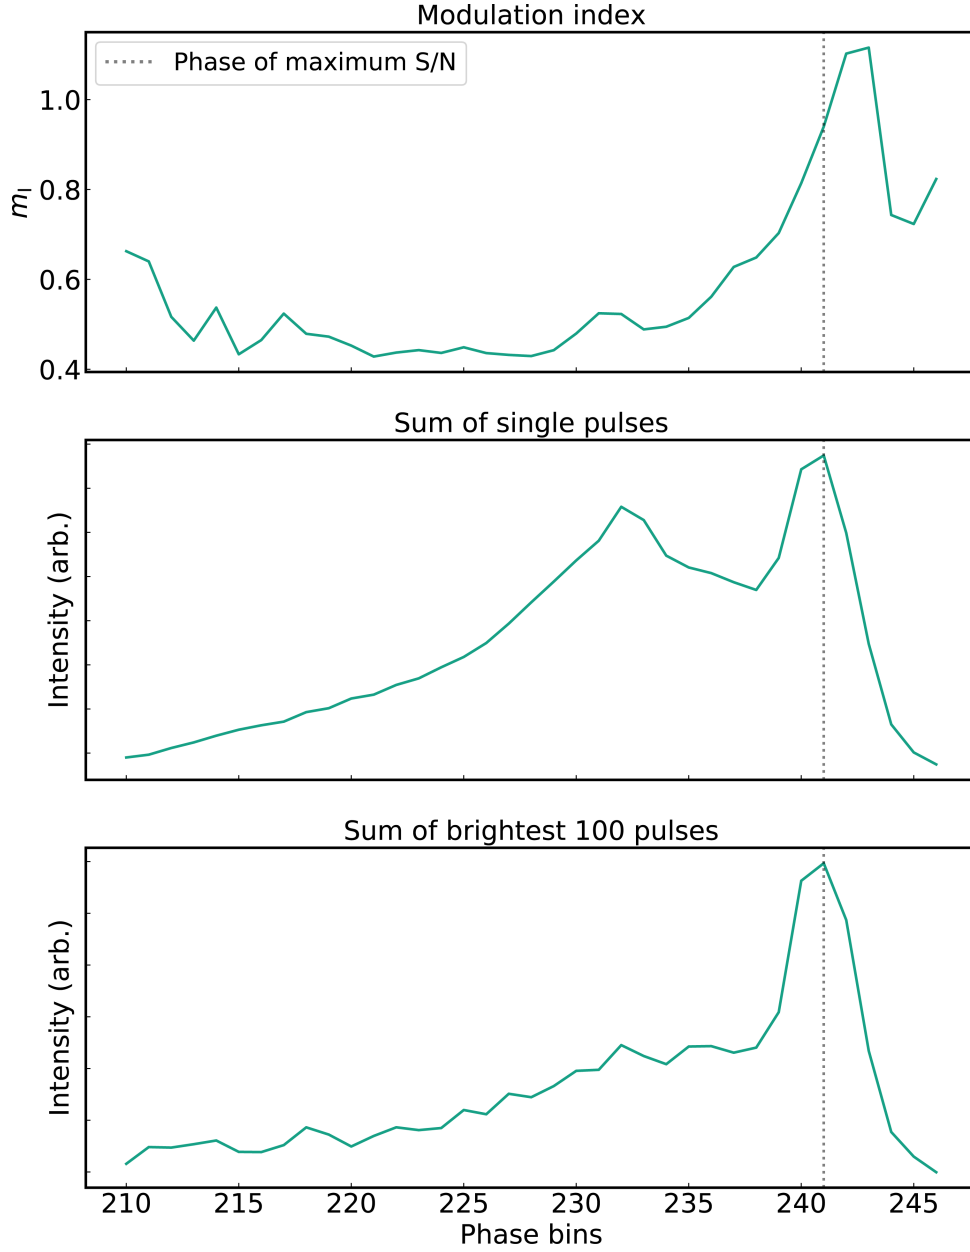 Modulation index
Phase of maximum S/N
1.0
0.8
0.6
0.4
m_I
Sum of single pulses
Intensity (arb.)
Sum of brightest 100 pulses
Intensity (arb.)
210 215 220 225 230 235 240 245
Phase bins